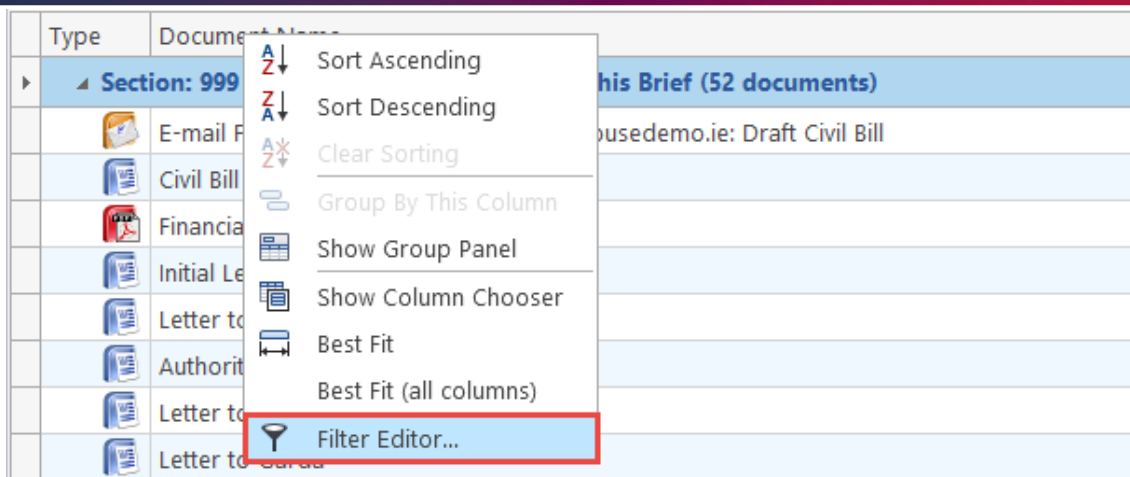 Type Document Name
Section: 999 his Brief (52 documents)
E-mail F ousedemo.ie: Draft Civil Bill
Civil Bill
Financia
Initial Le
Letter to
Authorit
Letter to
Letter to Garda
Sort Ascending
Sort Descending
Clear Sorting
Group By This Column
Show Group Panel
Show Column Chooser
Best Fit
Best Fit (all columns)
Filter Editor...